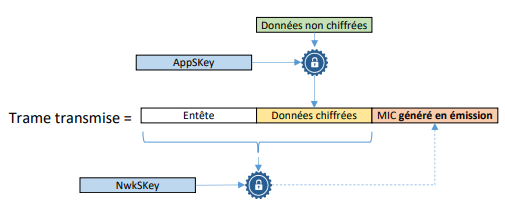 Données non chiffrées
AppSKey
Trame transmise = Entête Données chiffrées MIC généré en émission
NwkSKey